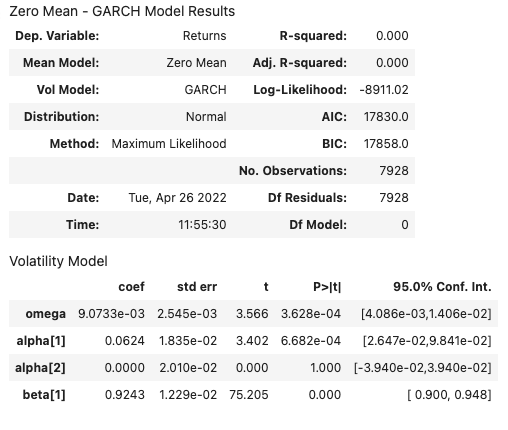 Zero Mean - GARCH Model Results
Dep. Variable: Returns R-squared: 0.000
Mean Model: Zero Mean Adj. R-squared: 0.000
Vol Model: GARCH Log-Likelihood: -8911.02
Distribution: Normal AIC: 17830.0
Method: Maximum Likelihood BIC: 17858.0
No. Observations: 7928
Date: Tue, Apr 26 2022 Df Residuals: 7928
Time: 11:55:30 Df Model: 0
Volatility Model
coef std err t P>|t| 95.0% Conf. Int.
omega 9.0733e-03 2.545e-03 3.566 3.628e-04 [4.086e-03,1.406e-02]
alpha[1] 0.0624 1.835e-02 3.402 6.682e-04 [2.647e-02,9.841e-02]
alpha[2] 0.0000 2.010e-02 0.000 1.000 [-3.940e-02,3.940e-02]
beta[1] 0.9243 1.229e-02 75.205 0.000 [ 0.900, 0.948]